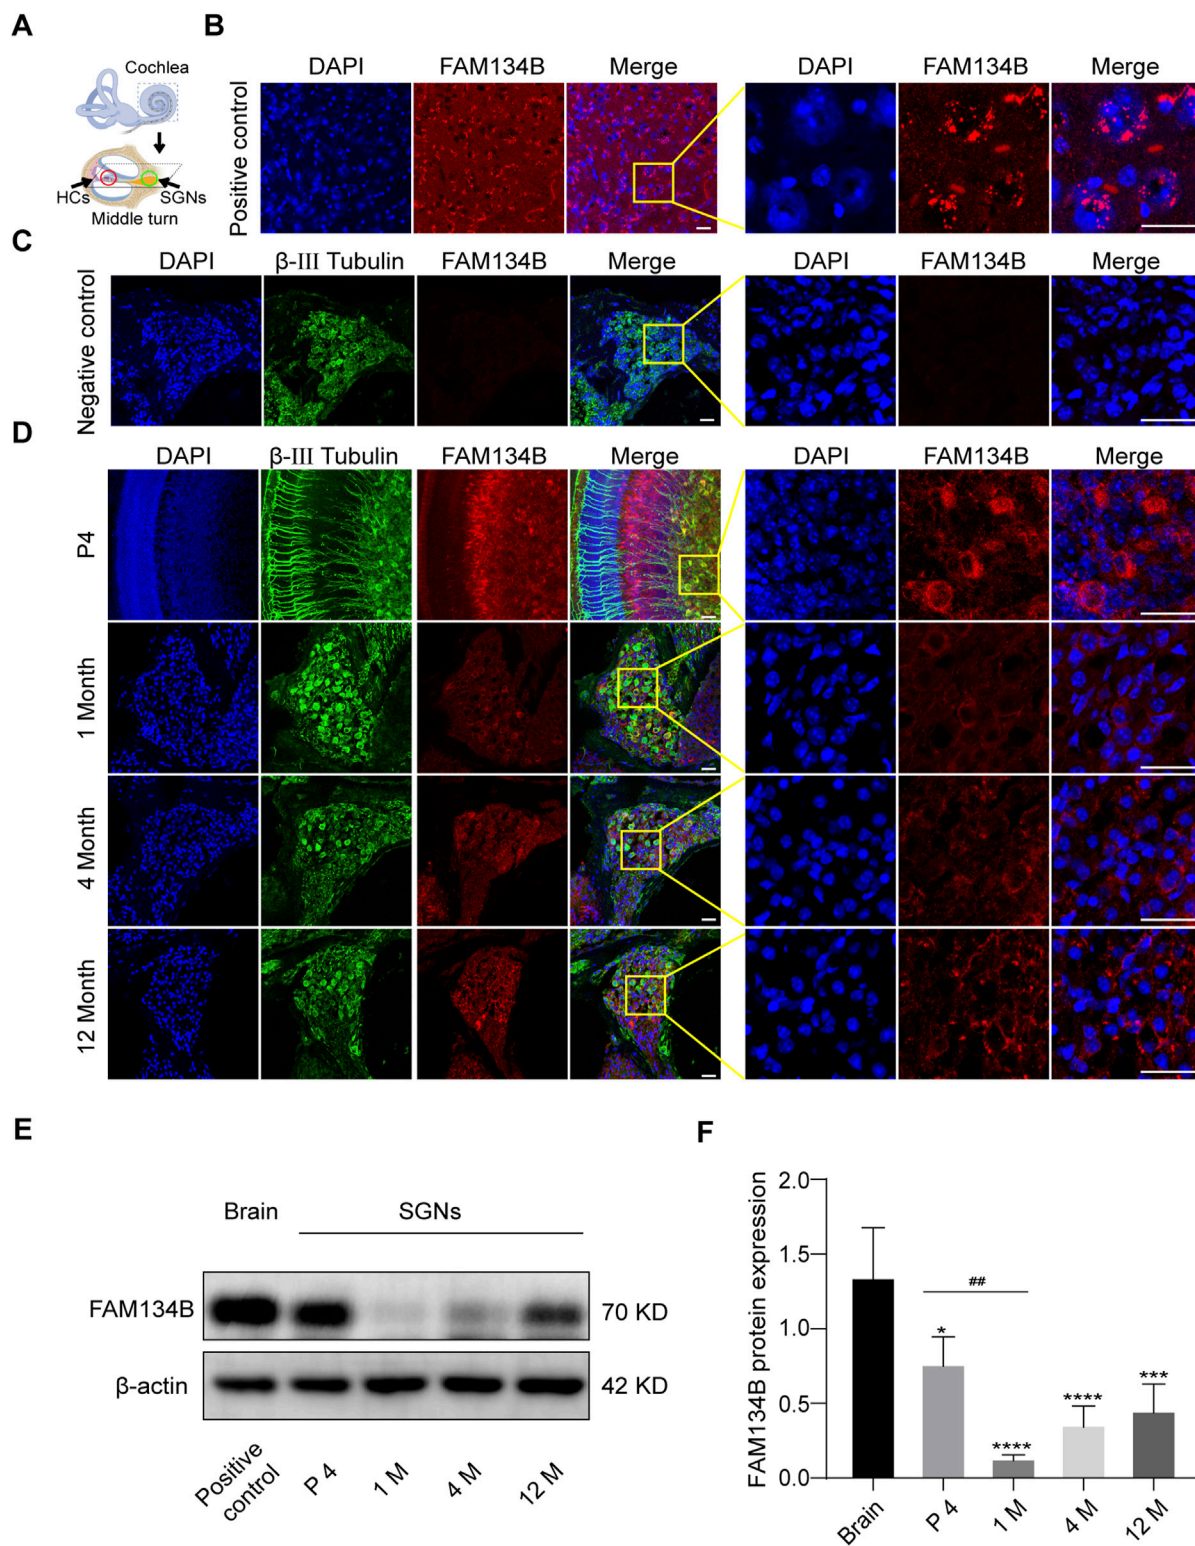 A
Cochlea
HCs
SGNs
Middle turn
B
DAPI FAM134B Merge DAPI FAM134B Merge
Positive control
C
DAPI β-III Tubulin FAM134B Merge DAPI FAM134B Merge
Negative control
D
DAPI β-III Tubulin FAM134B Merge DAPI FAM134B Merge
P4
1 Month
4 Month
12 Month
E
Brain SGNs
FAM134B 70 KD
β-actin 42 KD
Positive control P 4 1 M 4 M 12 M
F
FAM134B protein expression
2.0
1.5
1.0
0.5
0.0
##
*
****
****
***
Brain P 4 1 M 4 M 12 M